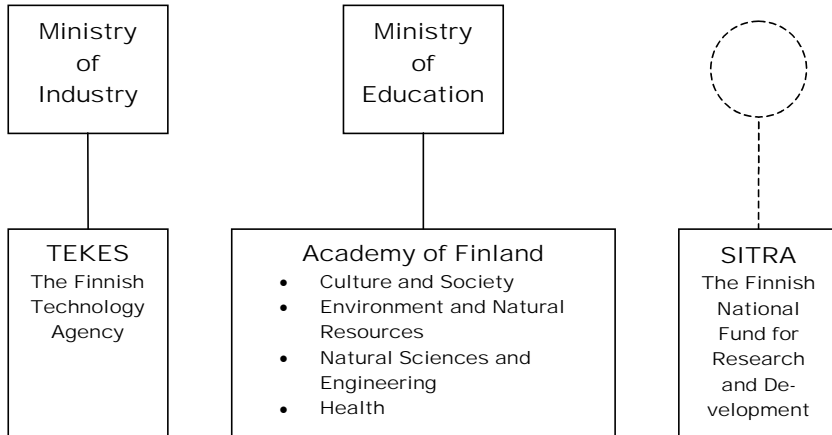 Ministry
of
Industry
Ministry
of
Education
TEKES
The Finnish
Technology
Agency
Academy of Finland
• Culture and Society
• Environment and Natural
Resources
• Natural Sciences and
Engineering
• Health
SITRA
The Finnish
National
Fund for
Research
and De-
velopment